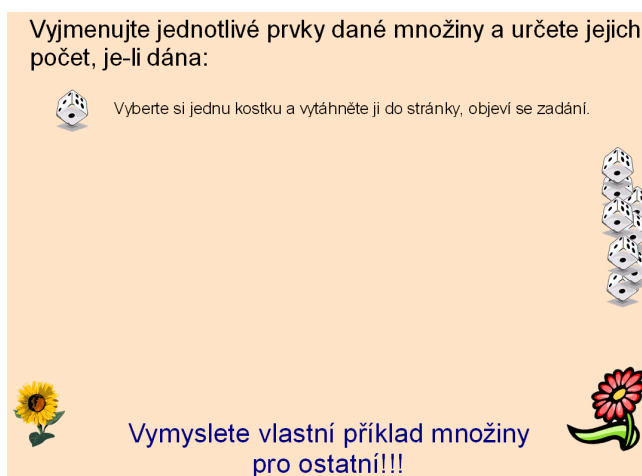 Vyjmenujte jednotlivé prvky dané množiny a určete jejich
počet, je-li dána:
Vyberte si jednu kostku a vytáhněte ji do stránky, objeví se zadání.
Vymyslete vlastní příklad množiny
pro ostatní!!!